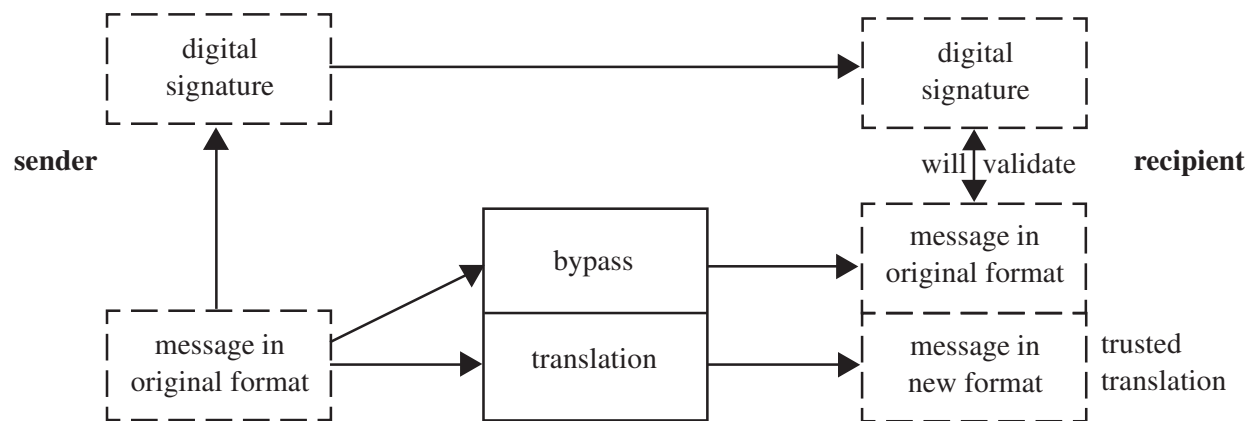 digital
signature
digital
signature
sender
will validate
recipient
bypass
message in
original format
message in
original format
translation
message in
new format
trusted
translation